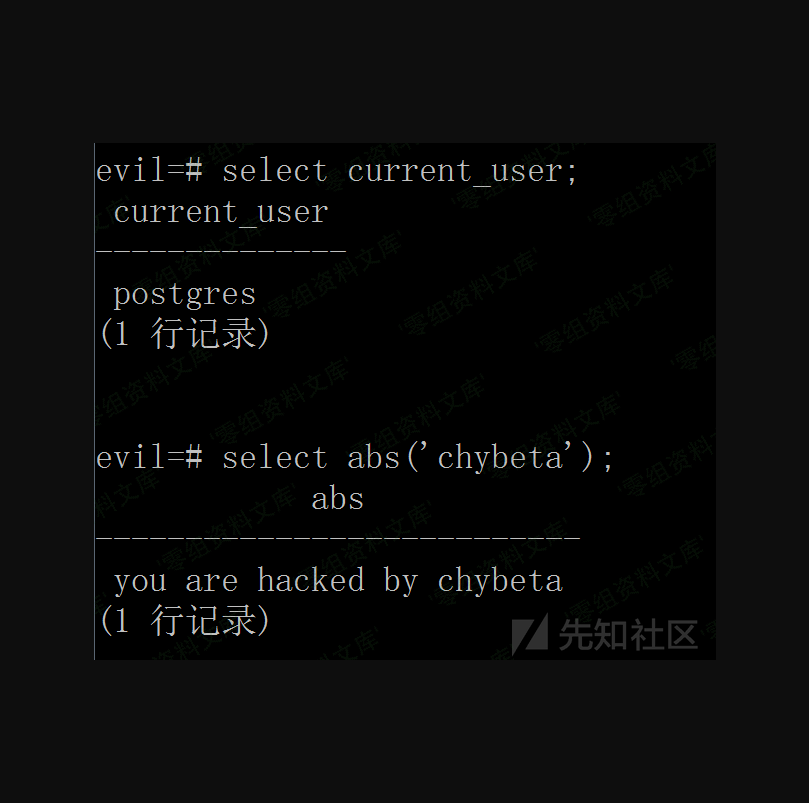 evil=# select current_user;
current_user
--------------
postgres
(1 行记录)
evil=# select abs('chybeta');
abs
---------------------------
you are hacked by chybeta
(1 行记录)
先知社区
'零组资料文库'